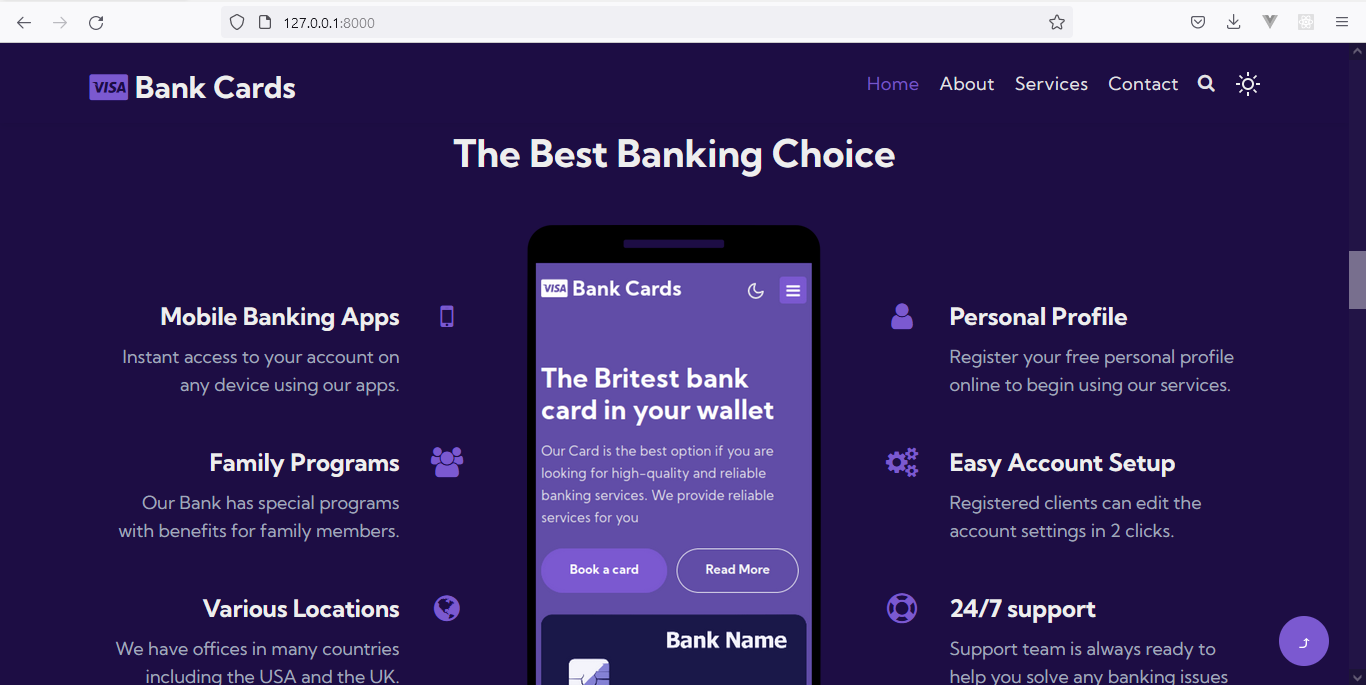 127.0.0.1:8000
VISA Bank Cards
Home About Services Contact
The Best Banking Choice
Mobile Banking Apps
Instant access to your account on
any device using our apps.
Family Programs
Our Bank has special programs
with benefits for family members.
Various Locations
We have offices in many countries
including the USA and the UK.
VISA Bank Cards
The Britest bank
card in your wallet
Our Card is the best option if you are
looking for high-quality and reliable
banking services. We provide reliable
services for you
Book a card Read More
Bank Name
Personal Profile
Register your free personal profile
online to begin using our services.
Easy Account Setup
Registered clients can edit the
account settings in 2 clicks.
24/7 support
Support team is always ready to
help you solve any banking issues